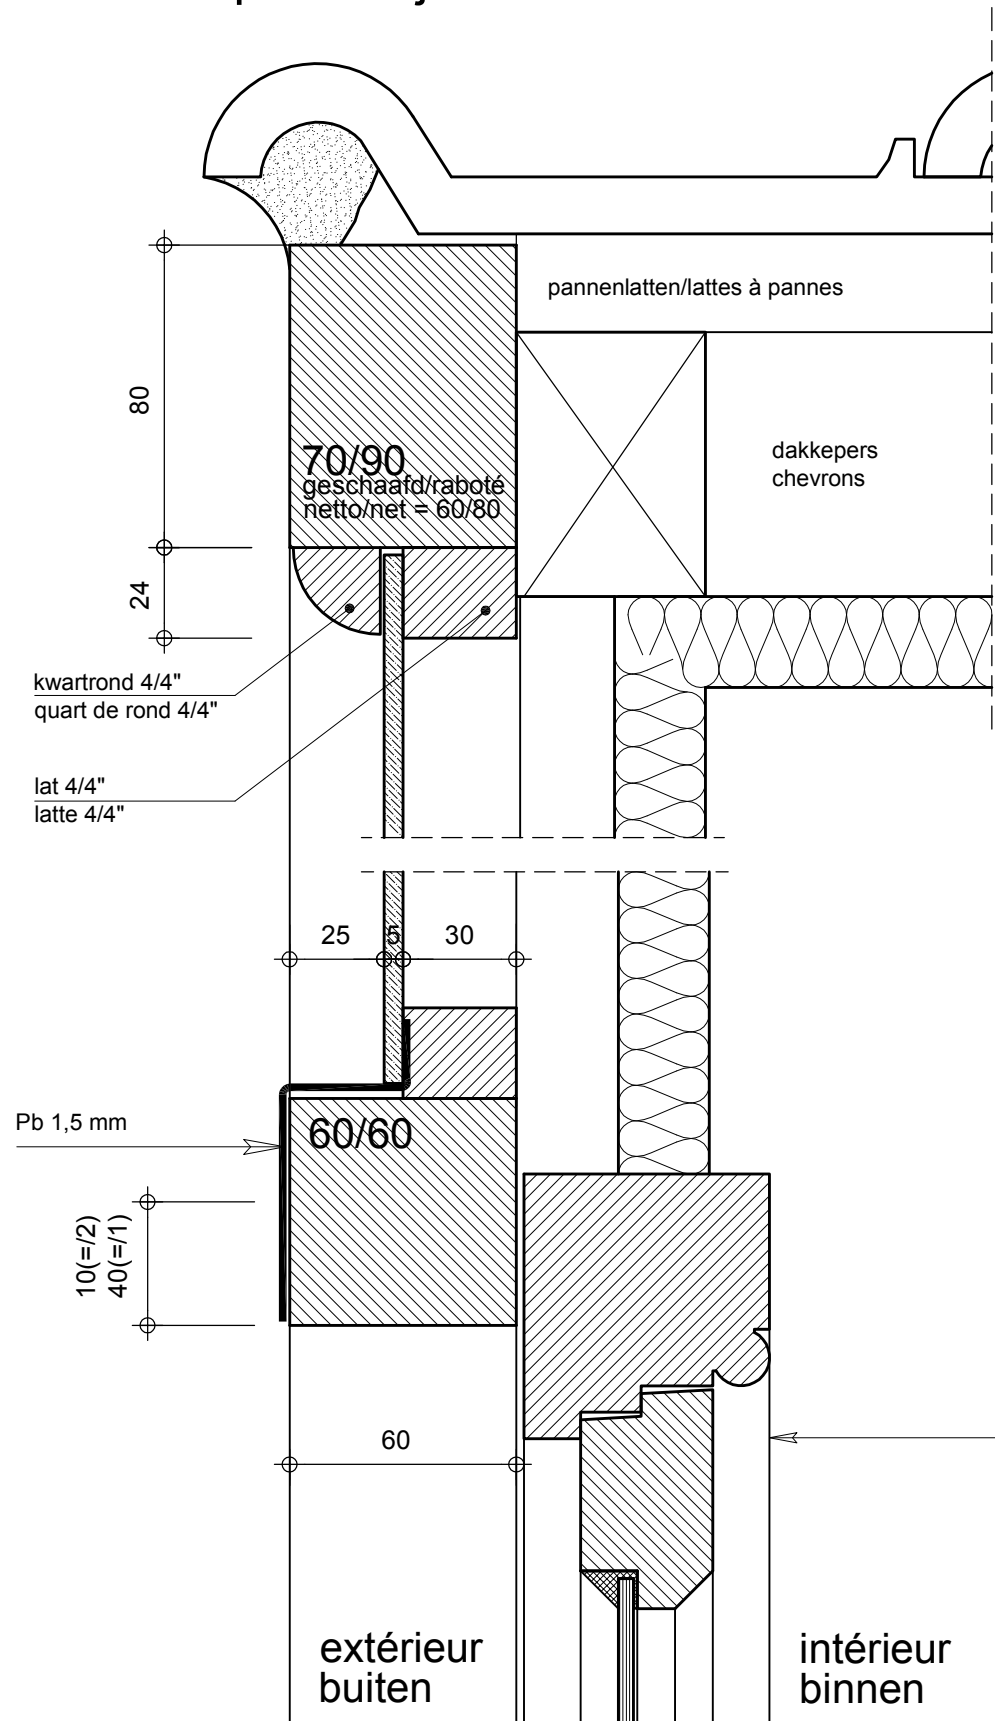 pannenlatten/lattes à pannes
80
70/90
geschaafd/raboté
netto/net = 60/80
dakkepers
chevrons
24
kwartrond 4/4"
quart de rond 4/4"
lat 4/4"
latte 4/4"
25
5
30
Pb 1,5 mm
60/60
10(=/2)
40(=/1)
60
extérieur
buiten
intérieur
binnen